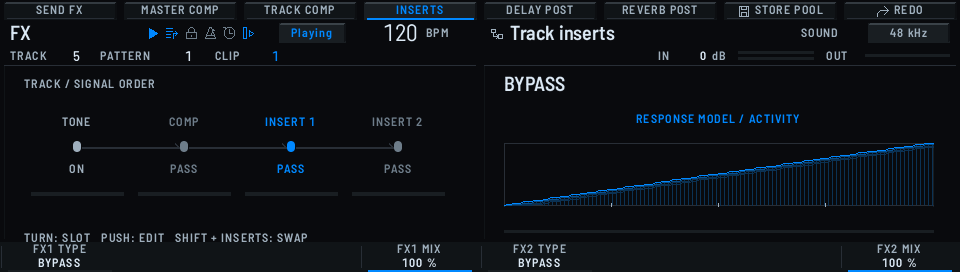 SEND FX
MASTER COMP
TRACK COMP
INSERTS
DELAY POST
REVERB POST
STORE POOL
REDO
FX
Playing
120 BPM
Track inserts
SOUND
48 kHz
TRACK 5 PATTERN 1 CLIP 1
IN 0 dB
OUT
TRACK / SIGNAL ORDER
BYPASS
TONE COMP INSERT 1 INSERT 2
RESPONSE MODEL / ACTIVITY
ON PASS PASS PASS
TURN: SLOT PUSH: EDIT SHIFT + INSERTS: SWAP
FX1 TYPE
BYPASS
FX1 MIX
100 %
FX2 TYPE
BYPASS
FX2 MIX
100 %